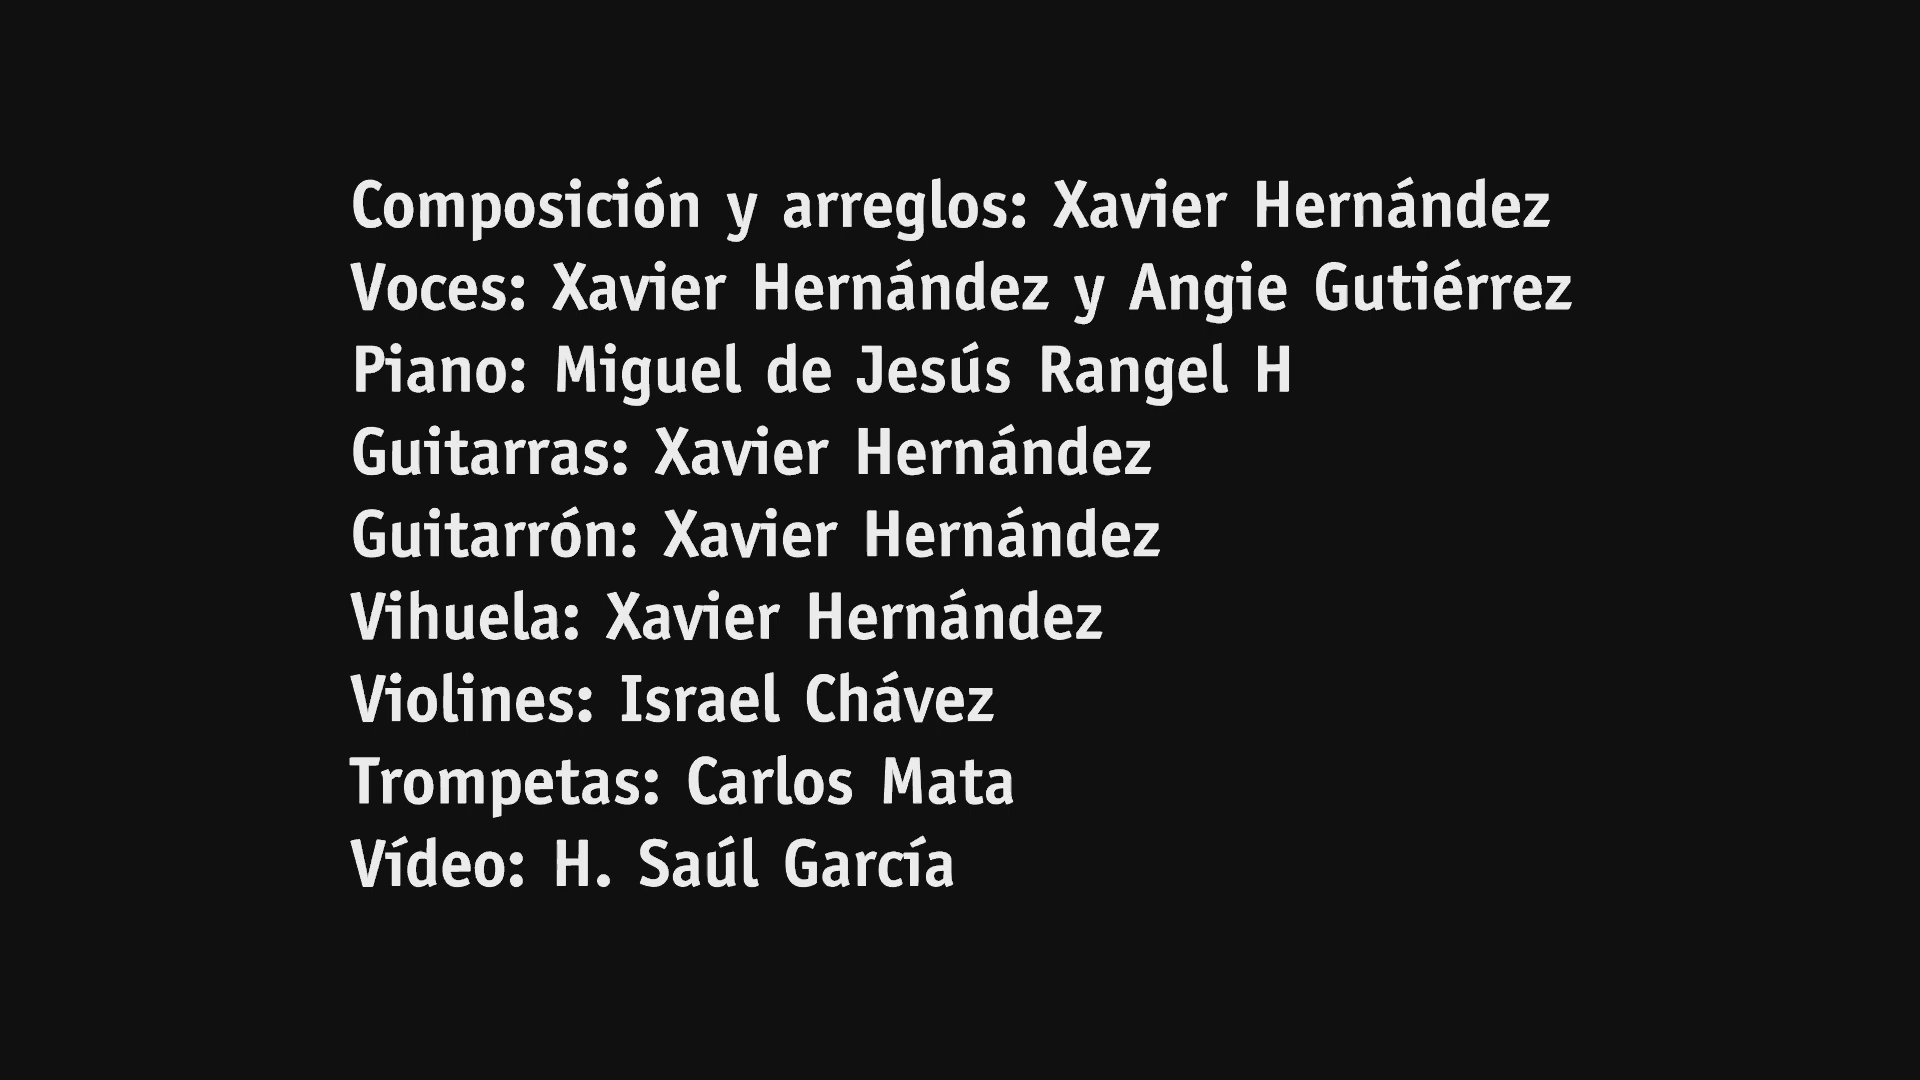 Composición y arreglos: Xavier Hernández
Voces: Xavier Hernández y Angie Gutiérrez
Piano: Miguel de Jesús Rangel H
Guitarras: Xavier Hernández
Guitarrón: Xavier Hernández
Vihuela: Xavier Hernández
Violines: Israel Chávez
Trompetas: Carlos Mata
Vídeo: H. Saúl García